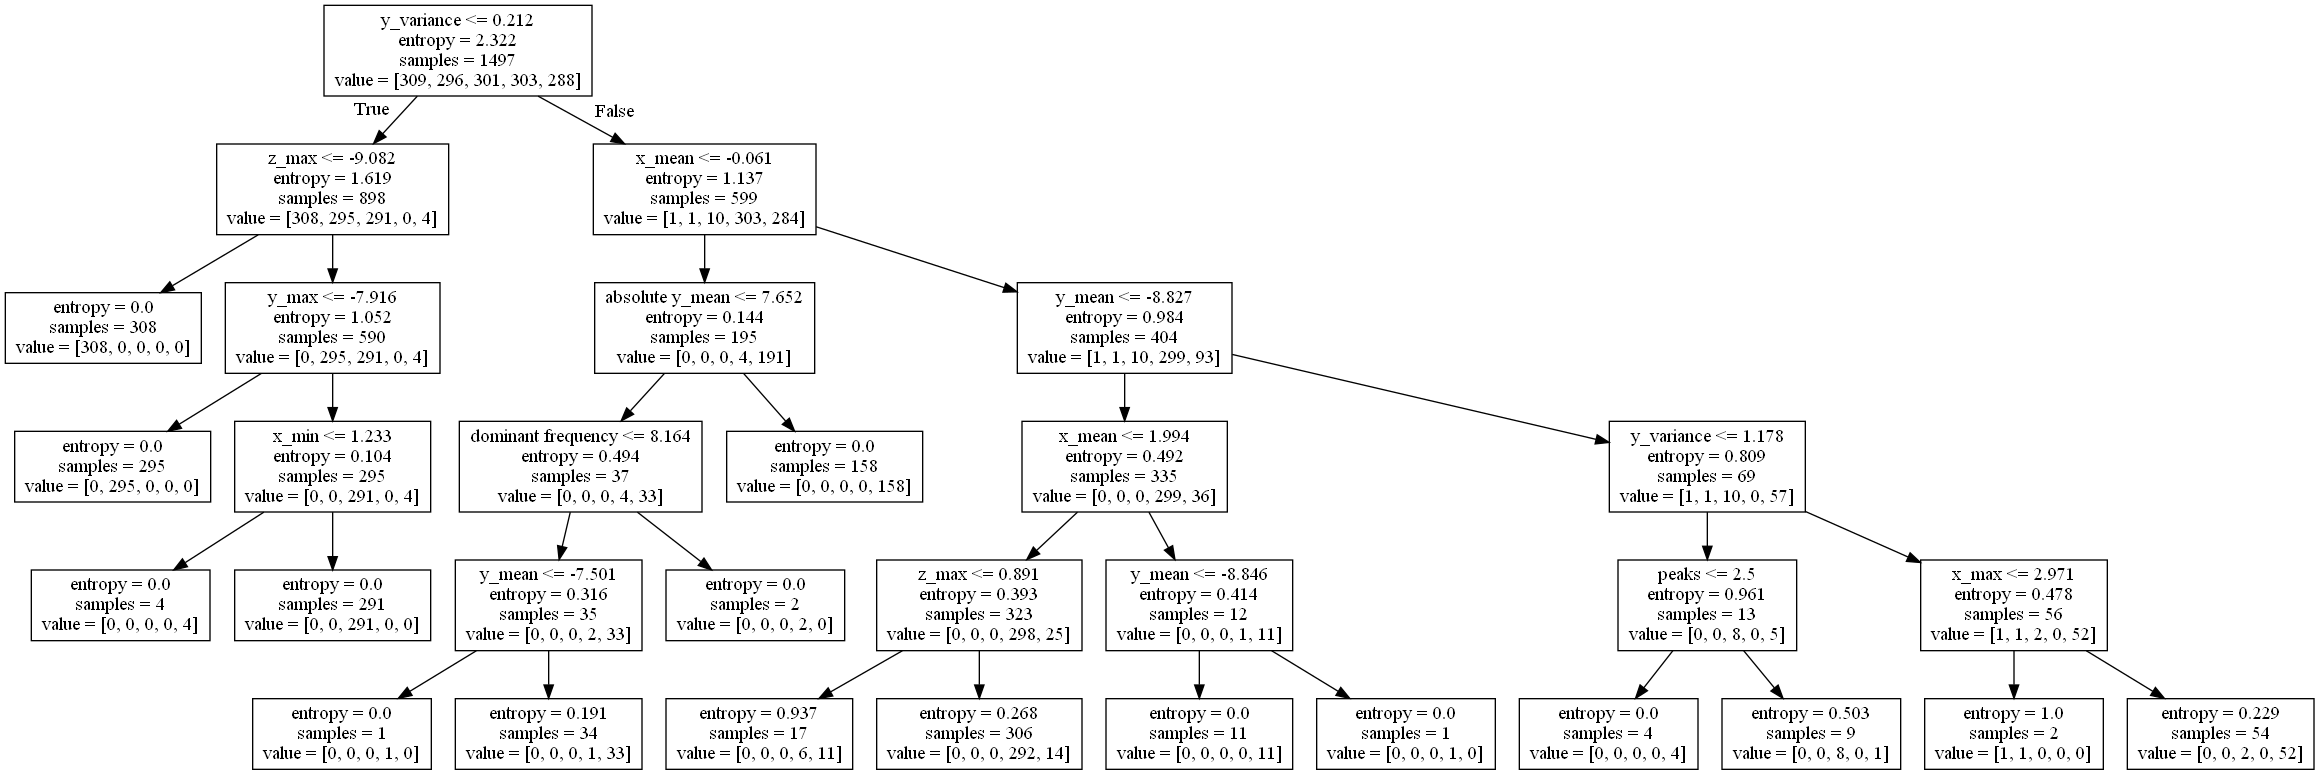 y_variance <= 0.212
entropy = 2.322
samples = 1497
value = [309, 296, 301, 303, 288]
True
False
z_max <= -9.082
entropy = 1.619
samples = 898
value = [308, 295, 291, 0, 4]
x_mean <= -0.061
entropy = 1.137
samples = 599
value = [1, 1, 10, 303, 284]
entropy = 0.0
samples = 308
value = [308, 0, 0, 0, 0]
y_max <= -7.916
entropy = 1.052
samples = 590
value = [0, 295, 291, 0, 4]
absolute y_mean <= 7.652
entropy = 0.144
samples = 195
value = [0, 0, 0, 4, 191]
y_mean <= -8.827
entropy = 0.984
samples = 404
value = [1, 1, 10, 299, 93]
entropy = 0.0
samples = 295
value = [0, 295, 0, 0, 0]
x_min <= 1.233
entropy = 0.104
samples = 295
value = [0, 0, 291, 0, 4]
dominant frequency <= 8.164
entropy = 0.494
samples = 37
value = [0, 0, 0, 4, 33]
entropy = 0.0
samples = 158
value = [0, 0, 0, 0, 158]
x_mean <= 1.994
entropy = 0.492
samples = 335
value = [0, 0, 0, 299, 36]
y_variance <= 1.178
entropy = 0.809
samples = 69
value = [1, 1, 10, 0, 57]
entropy = 0.0
samples = 4
value = [0, 0, 0, 0, 4]
entropy = 0.0
samples = 291
value = [0, 0, 291, 0, 0]
y_mean <= -7.501
entropy = 0.316
samples = 35
value = [0, 0, 0, 2, 33]
entropy = 0.0
samples = 2
value = [0, 0, 0, 2, 0]
z_max <= 0.891
entropy = 0.393
samples = 323
value = [0, 0, 0, 298, 25]
y_mean <= -8.846
entropy = 0.414
samples = 12
value = [0, 0, 0, 1, 11]
peaks <= 2.5
entropy = 0.961
samples = 13
value = [0, 0, 8, 0, 5]
x_max <= 2.971
entropy = 0.478
samples = 56
value = [1, 1, 2, 0, 52]
entropy = 0.0
samples = 1
value = [0, 0, 0, 1, 0]
entropy = 0.191
samples = 34
value = [0, 0, 0, 1, 33]
entropy = 0.937
samples = 17
value = [0, 0, 0, 6, 11]
entropy = 0.268
samples = 306
value = [0, 0, 0, 292, 14]
entropy = 0.0
samples = 11
value = [0, 0, 0, 0, 11]
entropy = 0.0
samples = 1
value = [0, 0, 0, 1, 0]
entropy = 0.0
samples = 4
value = [0, 0, 0, 0, 4]
entropy = 0.503
samples = 9
value = [0, 0, 8, 0, 1]
entropy = 1.0
samples = 2
value = [1, 1, 0, 0, 0]
entropy = 0.229
samples = 54
value = [0, 0, 2, 0, 52]